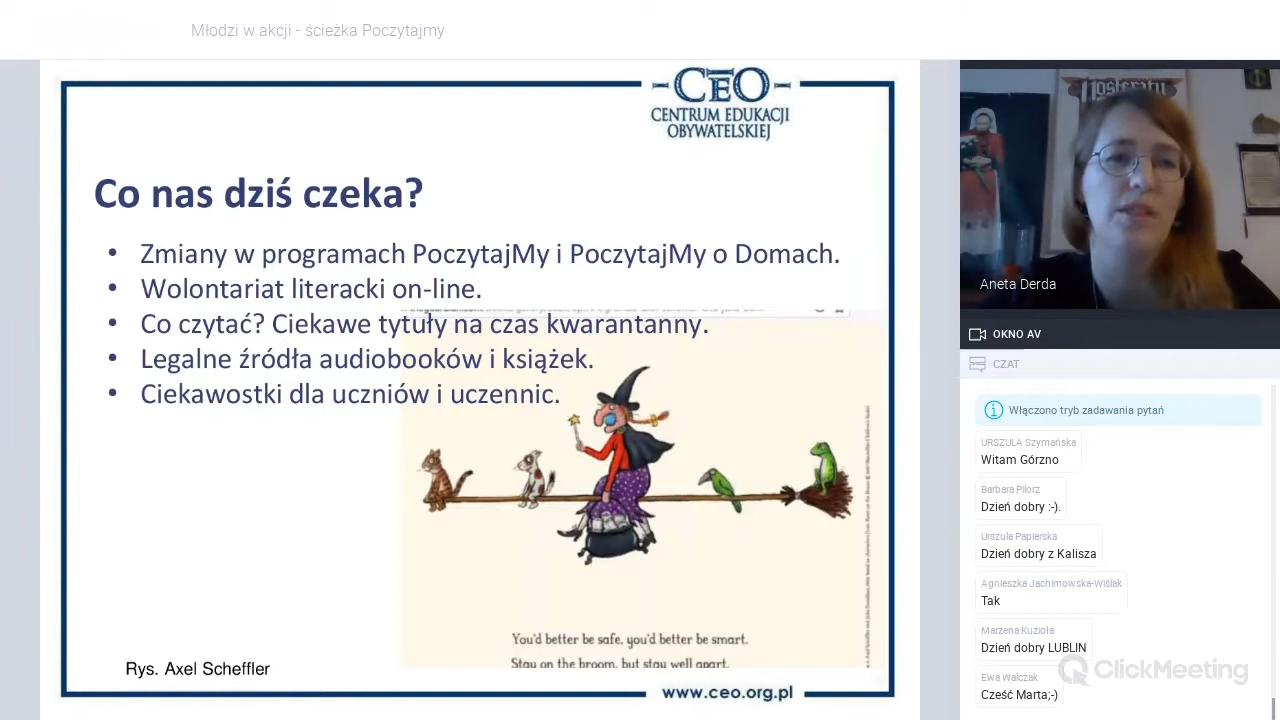 Młodzi w akcji - ścieżka Poczytajmy
CEO
CENTRUM EDUKACJI
OBYWATELSKIEJ
Co nas dziś czeka?
• Zmiany w programach PoczytajMy i PoczytajMy o Domach.
• Wolontariat literacki on-line.
• Co czytać? Ciekawe tytuły na czas kwarantanny.
• Legalne źródła audiobooków i książek.
• Ciekawostki dla uczniów i uczennic.
You'd better be safe, you'd better be smart.
Stay on the broom, but stay well apart.
Rys. Axel Scheffler
www.ceo.org.pl
Nosferatu
Aneta Derda
OKNO AV
CZAT
Włączono tryb zadawania pytań
URSZULA Szymańska
Witam Górzno
Barbara Pilorz
Dzień dobry :-).
Urszula Papierska
Dzień dobry z Kalisza
Agnieszka Jachimowska-Wiślak
Tak
Marzena Kuzioła
Dzień dobry LUBLIN
Ewa Walczak
Cześć Marta;-)
ClickMeeting